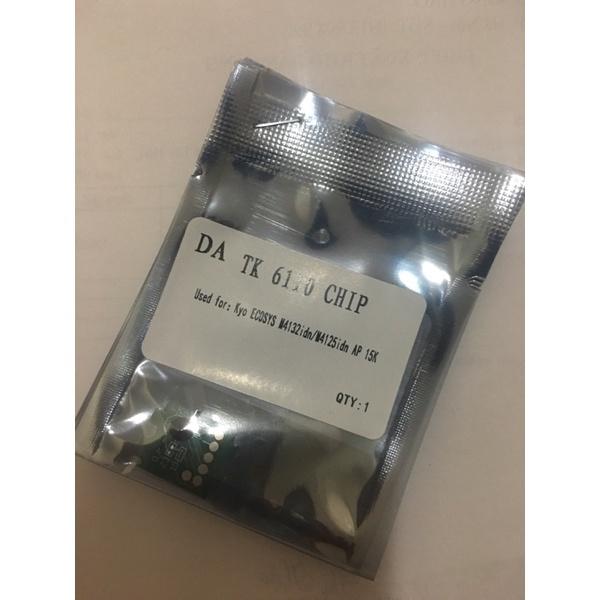 DA TK 6110 CHIP
Used for: Kyo ECOSYS M4132idn/M4125idn AP 15K
QTY:1